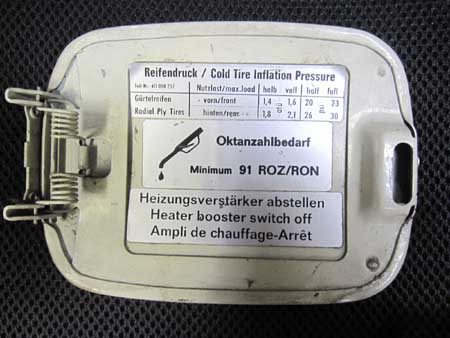 Reifendruck / Cold Tire Inflation Pressure
Nutzlast/max.load halb voll half full
Gürtelreifen vorn/front 1,4 1,6 20 23
Radial Ply Tires hinten/rear 1,8 2,1 26 30
Oktanzahlbedarf
Minimum 91 ROZ/RON
Heizungsverstärker abstellen
Heater booster switch off
Ampli de chauffage-Arrêt